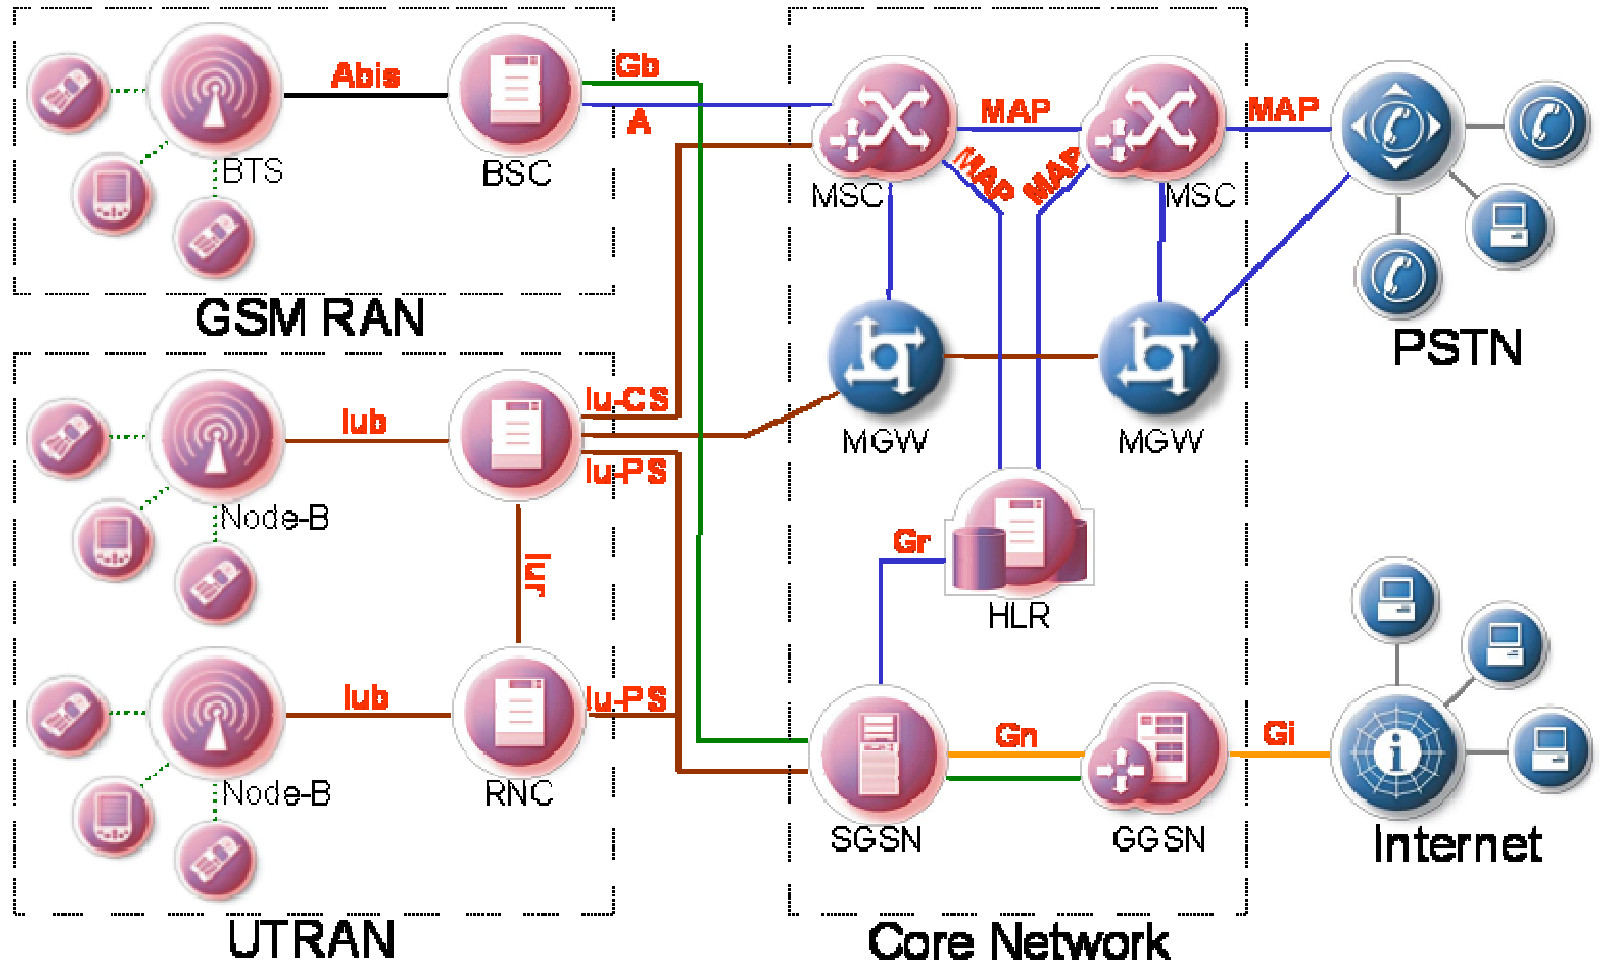 Abis
Gb
A
MAP
MAP
MAP
MAP
BTS
BSC
MSC
MSC
GSM RAN
PSTN
Iu-CS
Iub
Iu-PS
MGW
MGW
Node-B
Iur
Gr
HLR
Iub
Iu-PS
Gn
Gi
Node-B
RNC
SGSN
GGSN
Internet
UTRAN
Core Network